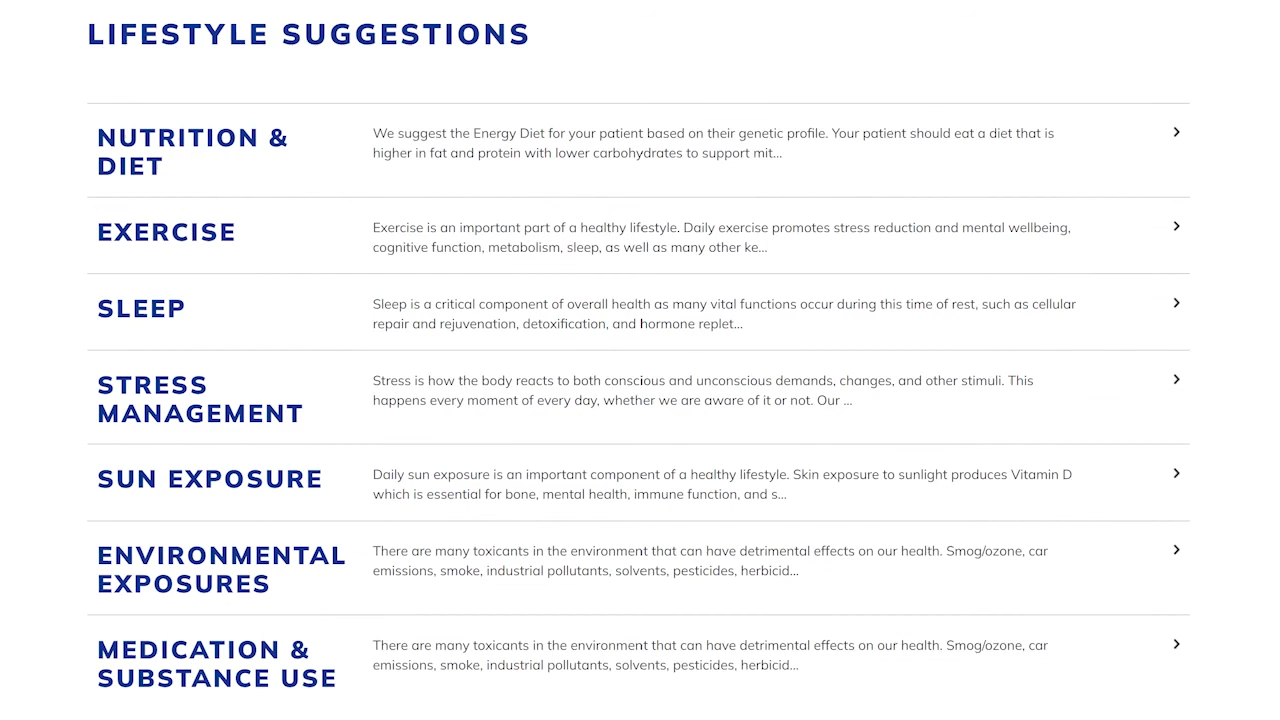 LIFESTYLE SUGGESTIONS
NUTRITION &
DIET
We suggest the Energy Diet for your patient based on their genetic profile. Your patient should eat a diet that is
higher in fat and protein with lower carbohydrates to support mit...
EXERCISE
Exercise is an important part of a healthy lifestyle. Daily exercise promotes stress reduction and mental wellbeing,
cognitive function, metabolism, sleep, as well as many other ke...
SLEEP
Sleep is a critical component of overall health as many vital functions occur during this time of rest, such as cellular
repair and rejuvenation, detoxification, and hormone replet...
STRESS
MANAGEMENT
Stress is how the body reacts to both conscious and unconscious demands, changes, and other stimuli. This
happens every moment of every day, whether we are aware of it or not. Our ...
SUN EXPOSURE
Daily sun exposure is an important component of a healthy lifestyle. Skin exposure to sunlight produces Vitamin D
which is essential for bone, mental health, immune function, and s...
ENVIRONMENTAL
EXPOSURES
There are many toxicants in the environment that can have detrimental effects on our health. Smog/ozone, car
emissions, smoke, industrial pollutants, solvents, pesticides, herbicid...
MEDICATION &
SUBSTANCE USE
There are many toxicants in the environment that can have detrimental effects on our health. Smog/ozone, car
emissions, smoke, industrial pollutants, solvents, pesticides, herbicid...